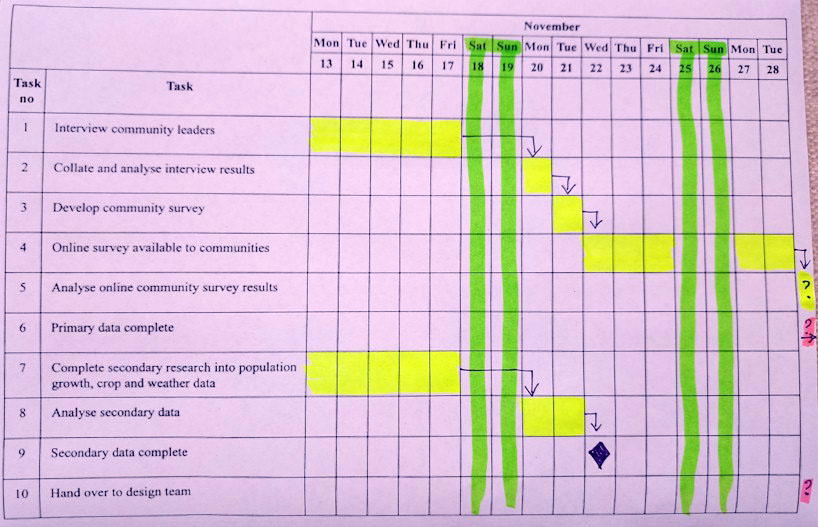 November
Mon Tue Wed Thu Fri Sat Sun Mon Tue Wed Thu Fri Sat Sun Mon Tue
13 14 15 16 17 18 19 20 21 22 23 24 25 26 27 28
Task no Task
1 Interview community leaders
2 Collate and analyse interview results
3 Develop community survey
4 Online survey available to communities
5 Analyse online community survey results ?
6 Primary data complete ?
7 Complete secondary research into population
growth, crop and weather data
8 Analyse secondary data
9 Secondary data complete
10 Hand over to design team ?